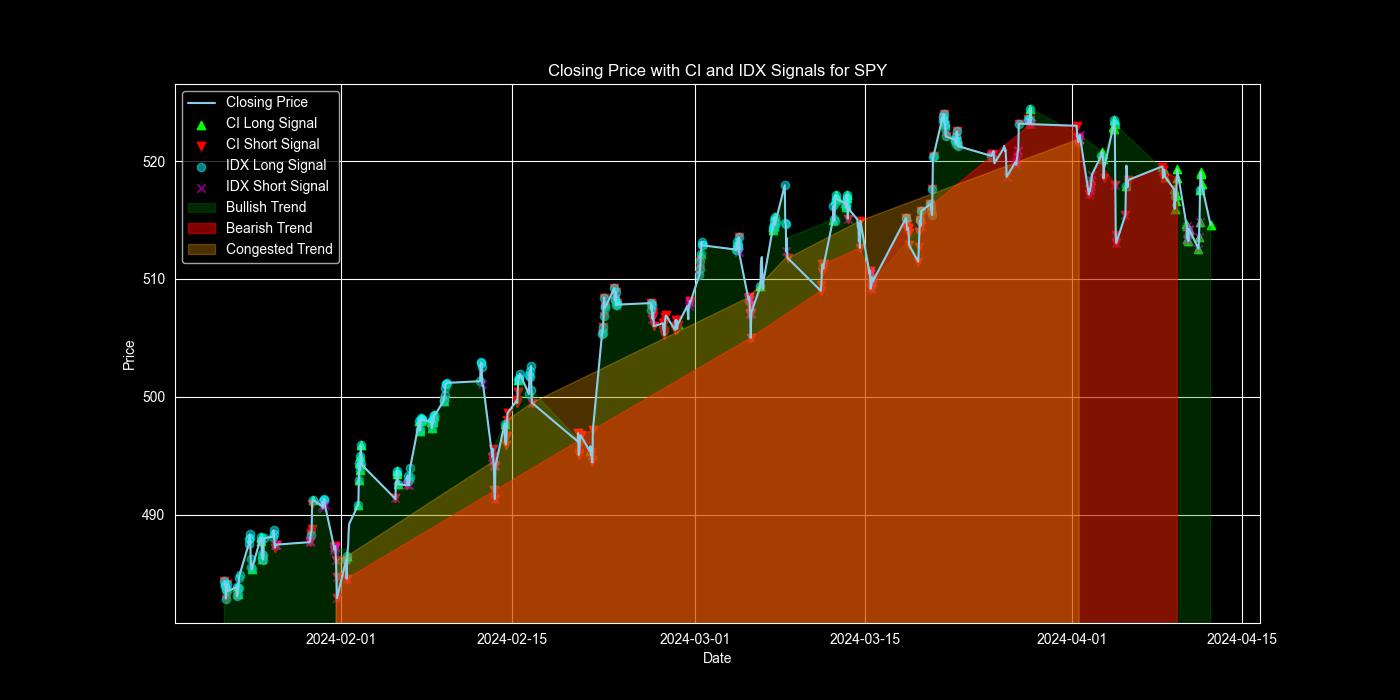 Closing Price with CI and IDX Signals for SPY
Closing Price
CI Long Signal
CI Short Signal
IDX Long Signal
IDX Short Signal
Bullish Trend
Bearish Trend
Congested Trend
Price
520
510
500
490
2024-02-01 2024-02-15 2024-03-01 2024-03-15 2024-04-01 2024-04-15
Date